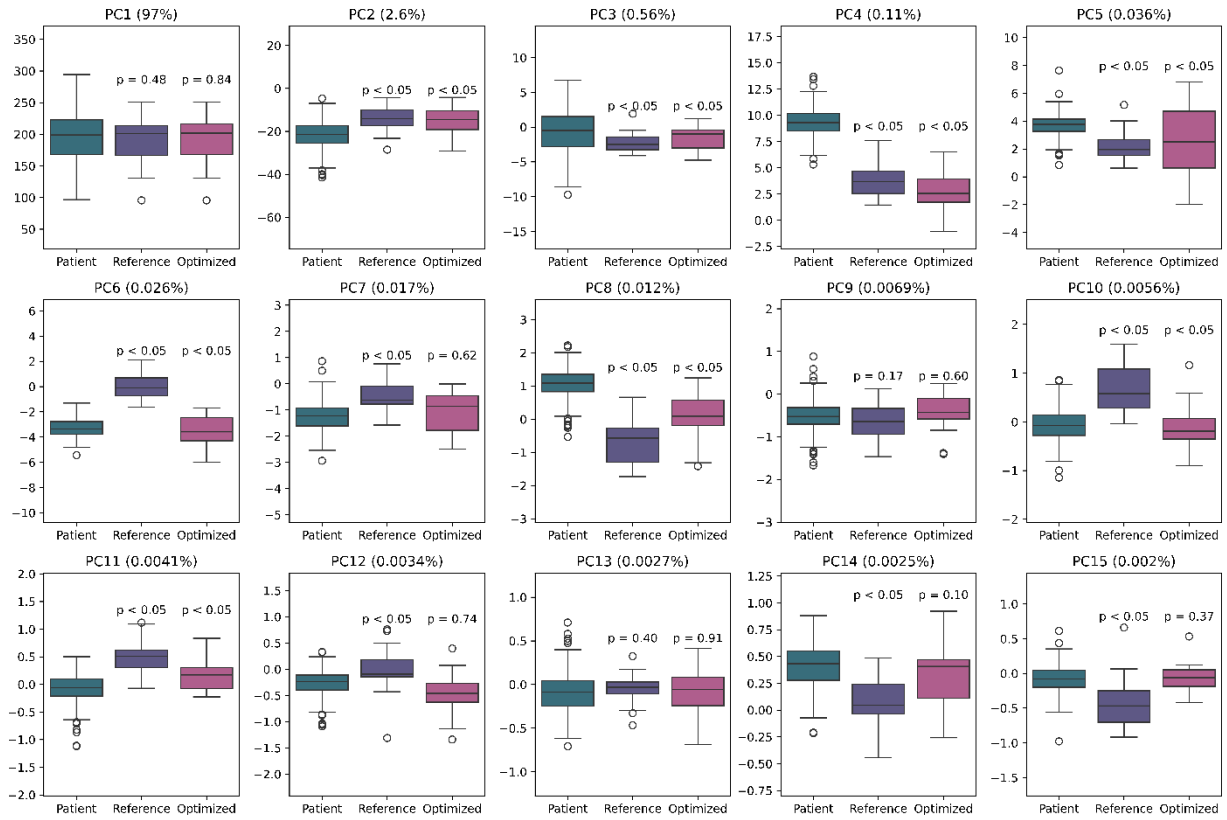 PC1 (97%)
350
300
250
200
150
100
50
p = 0.48
p = 0.84
Patient Reference Optimized
PC2 (2.6%)
20
0
−20
−40
−60
p < 0.05
p < 0.05
Patient Reference Optimized
PC3 (0.56%)
10
5
0
−5
−10
−15
p < 0.05
p < 0.05
Patient Reference Optimized
PC4 (0.11%)
17.5
15.0
12.5
10.0
7.5
5.0
2.5
0.0
−2.5
p < 0.05
p < 0.05
Patient Reference Optimized
PC5 (0.036%)
10
8
6
4
2
0
−2
−4
p < 0.05
p < 0.05
Patient Reference Optimized
PC6 (0.026%)
6
4
2
0
−2
−4
−6
−8
−10
p < 0.05
p < 0.05
Patient Reference Optimized
PC7 (0.017%)
3
2
1
0
−1
−2
−3
−4
−5
p < 0.05
p = 0.62
Patient Reference Optimized
PC8 (0.012%)
3
2
1
0
−1
−2
−3
p < 0.05
p < 0.05
Patient Reference Optimized
PC9 (0.0069%)
2
1
0
−1
−2
−3
p = 0.17
p = 0.60
Patient Reference Optimized
PC10 (0.0056%)
2
1
0
−1
−2
p < 0.05
p < 0.05
Patient Reference Optimized
PC11 (0.0041%)
2.0
1.5
1.0
0.5
0.0
−0.5
−1.0
−1.5
−2.0
p < 0.05
p < 0.05
Patient Reference Optimized
PC12 (0.0034%)
1.5
1.0
0.5
0.0
−0.5
−1.0
−1.5
−2.0
p < 0.05
p = 0.74
Patient Reference Optimized
PC13 (0.0027%)
1.0
0.5
0.0
−0.5
−1.0
p = 0.40
p = 0.91
Patient Reference Optimized
PC14 (0.0025%)
1.25
1.00
0.75
0.50
0.25
0.00
−0.25
−0.50
−0.75
p < 0.05
p = 0.10
Patient Reference Optimized
PC15 (0.002%)
1.0
0.5
0.0
−0.5
−1.0
−1.5
p < 0.05
p = 0.37
Patient Reference Optimized